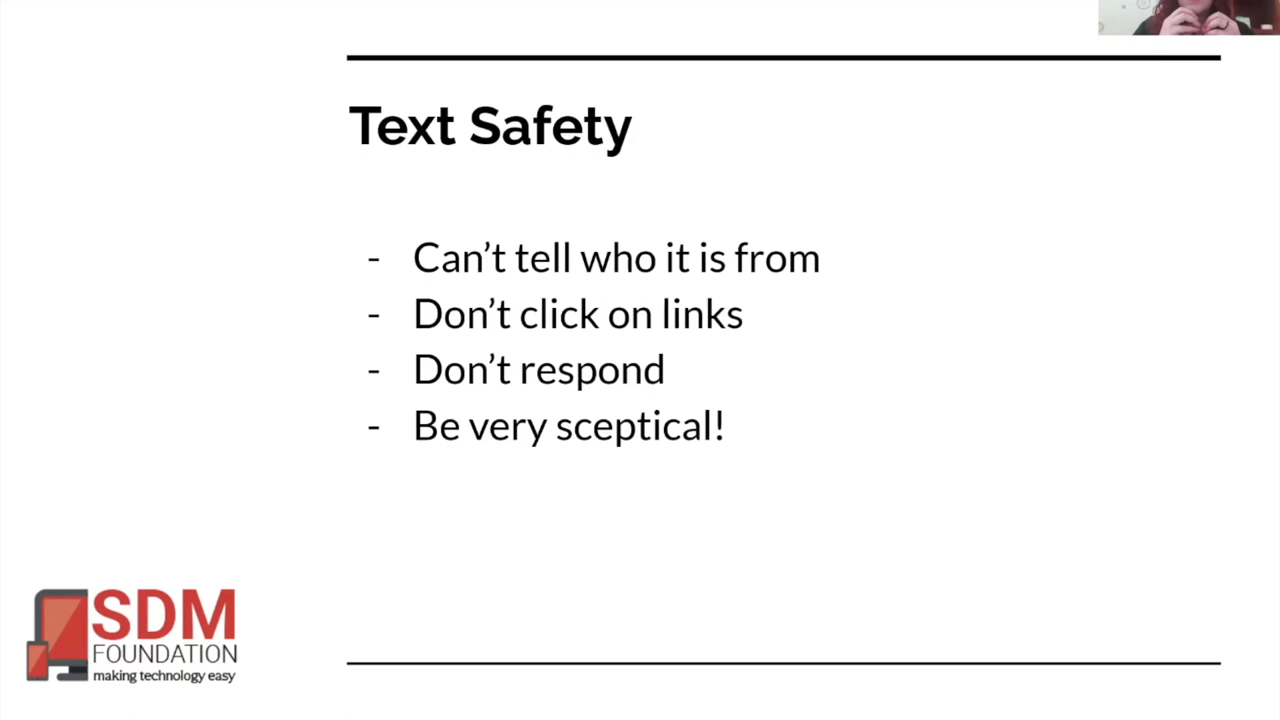 Text Safety
- Can’t tell who it is from
- Don’t click on links
- Don’t respond
- Be very sceptical!
SDM
FOUNDATION
making technology easy